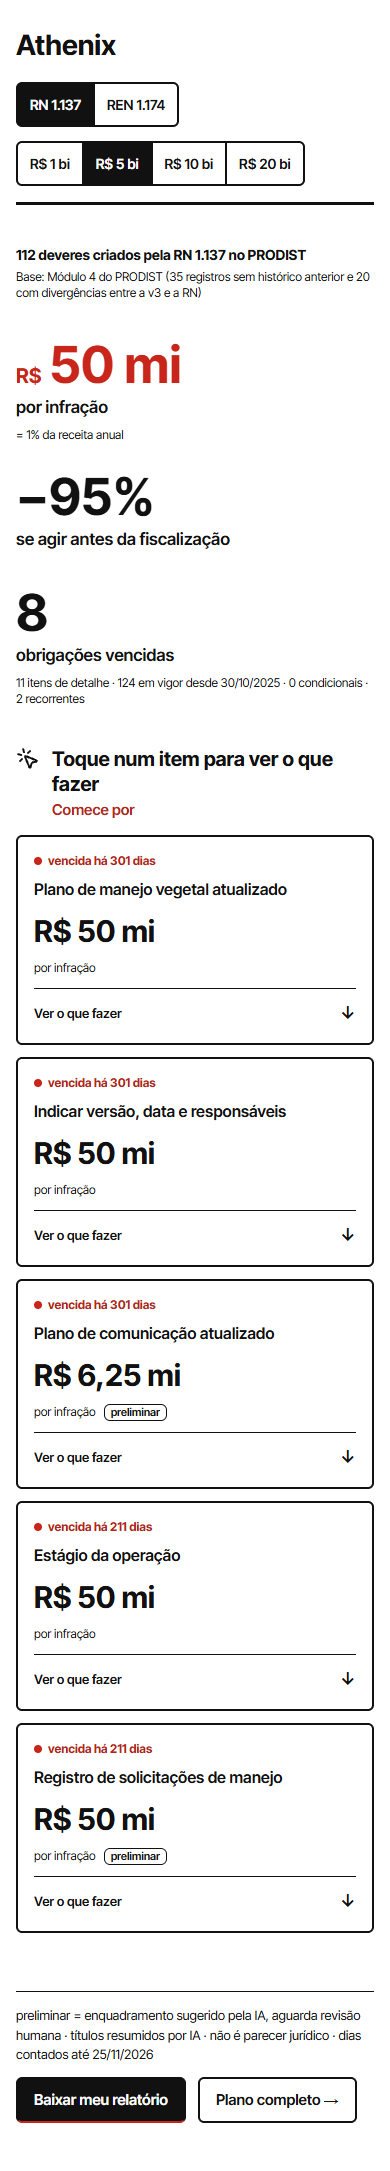 Athenix
RN 1.137 REN 1.174
R$ 1 bi R$ 5 bi R$ 10 bi R$ 20 bi
112 deveres criados pela RN 1.137 no PRODIST
Base: Módulo 4 do PRODIST (35 registros sem histórico anterior e 20
com divergências entre a v3 e a RN)
R$ 50 mi
por infração
= 1% da receita anual
−95%
se agir antes da fiscalização
8
obrigações vencidas
11 itens de detalhe · 124 em vigor desde 30/10/2025 · 0 condicionais ·
2 recorrentes
Toque num item para ver o que
fazer
Comece por
vencida há 301 dias
Plano de manejo vegetal atualizado
R$ 50 mi
por infração
Ver o que fazer ↓
vencida há 301 dias
Indicar versão, data e responsáveis
R$ 50 mi
por infração
Ver o que fazer ↓
vencida há 301 dias
Plano de comunicação atualizado
R$ 6,25 mi
por infração preliminar
Ver o que fazer ↓
vencida há 211 dias
Estágio da operação
R$ 50 mi
por infração
Ver o que fazer ↓
vencida há 211 dias
Registro de solicitações de manejo
R$ 50 mi
por infração preliminar
Ver o que fazer ↓
preliminar = enquadramento sugerido pela IA, aguarda revisão
humana · títulos resumidos por IA · não é parecer jurídico · dias
contados até 25/11/2026
Baixar meu relatório Plano completo →